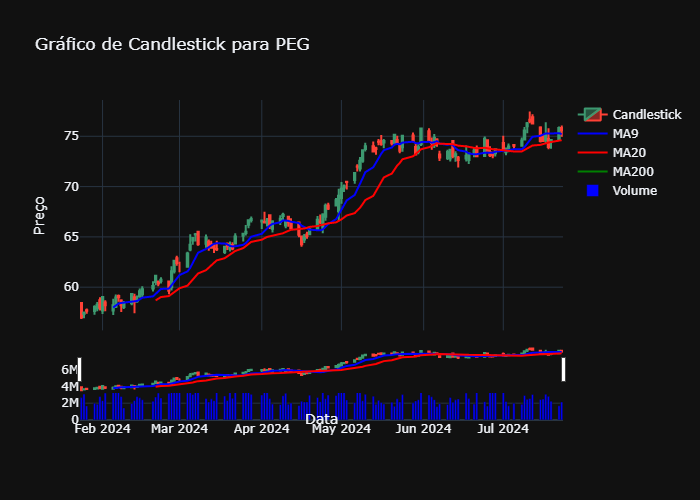 Gráfico de Candlestick para PEG
Candlestick
MA9
MA20
MA200
Volume
Preço
75
70
65
60
6M
4M
2M
0
Data
Feb 2024
Mar 2024
Apr 2024
May 2024
Jun 2024
Jul 2024